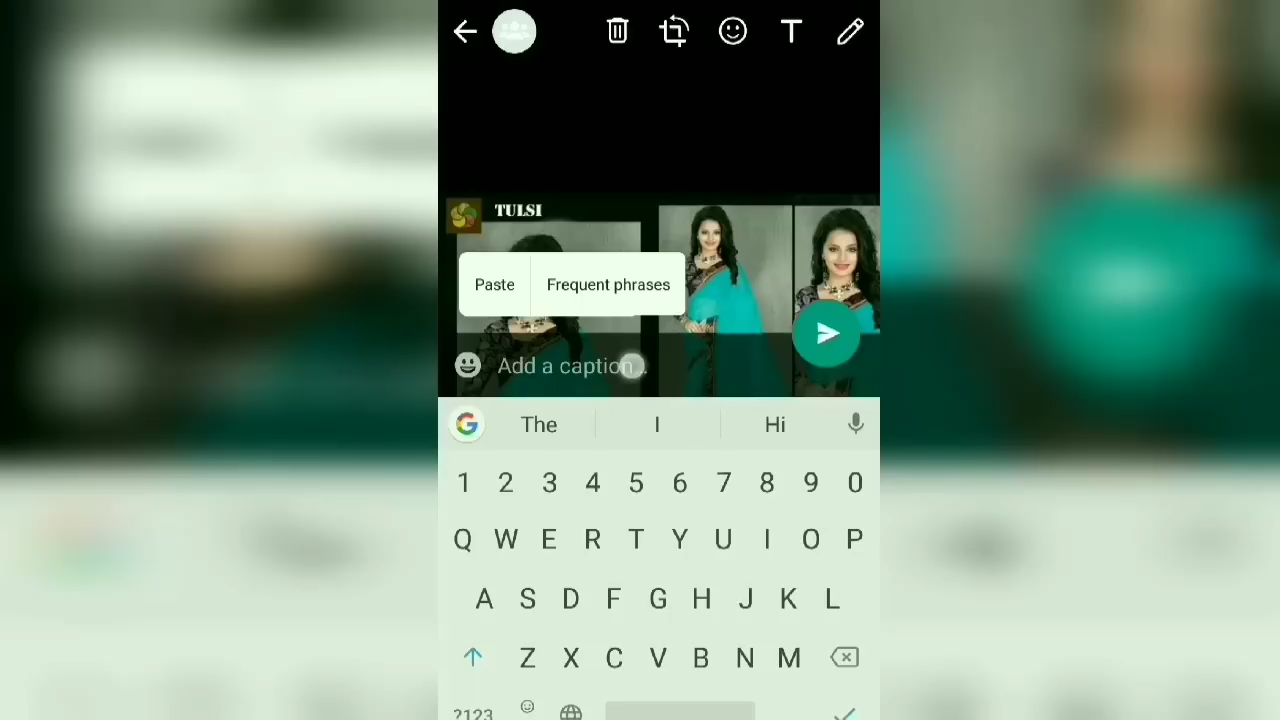 TULSI
Paste Frequent phrases
Add a caption...
The I Hi
1 2 3 4 5 6 7 8 9 0
Q W E R T Y U I O P
A S D F G H J K L
Z X C V B N M
?123